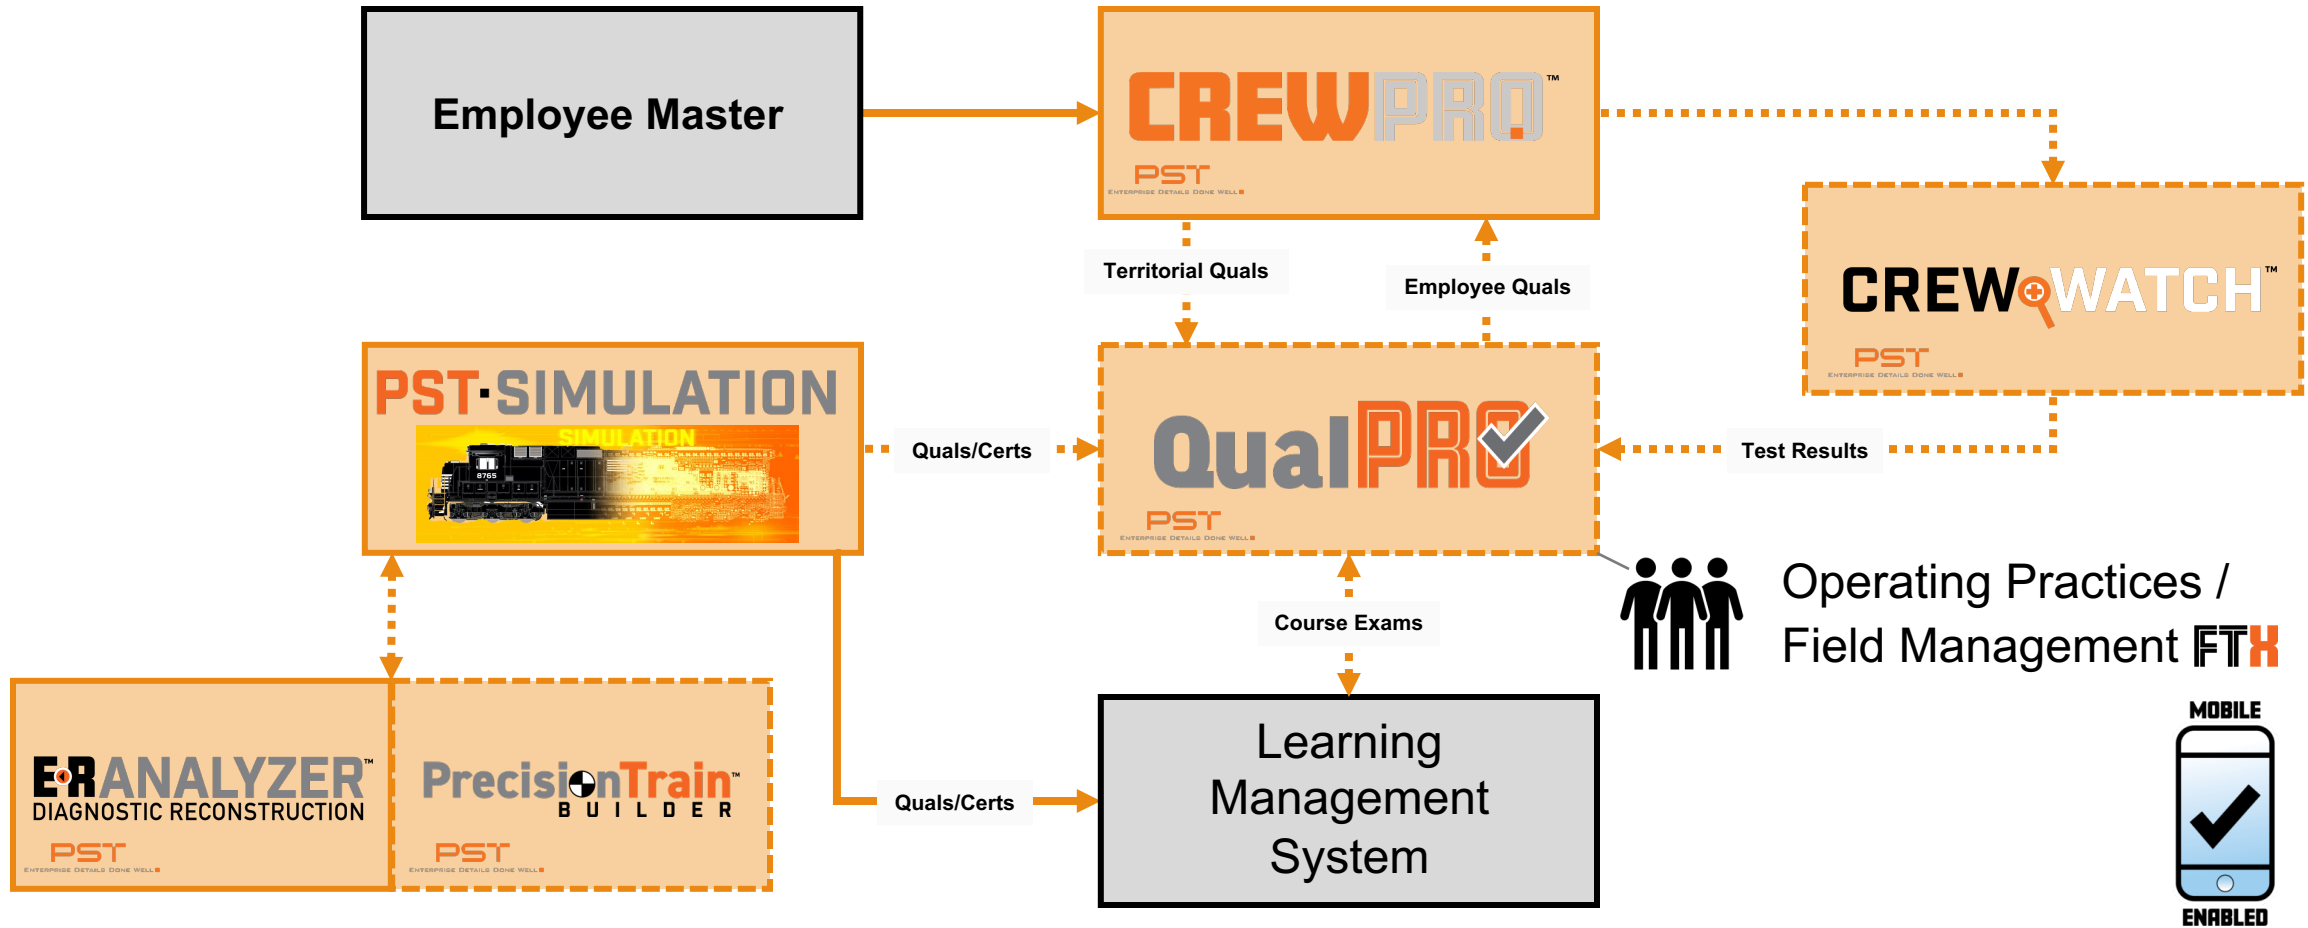 Employee Master
CREWPRO™
PST
ENTERPRISE DETAILS DONE WELL
Territorial Quals
Employee Quals
CREWWATCH™
PST
ENTERPRISE DETAILS DONE WELL
PST·SIMULATION
SIMULATION
8765
Quals/Certs
QualPRO
PST
ENTERPRISE DETAILS DONE WELL
Test Results
Operating Practices /
Field Management FTX
Course Exams
E·RANALYZER™
DIAGNOSTIC RECONSTRUCTION
PST
ENTERPRISE DETAILS DONE WELL
PrecisionTrain™
BUILDER
PST
ENTERPRISE DETAILS DONE WELL
Quals/Certs
Learning
Management
System
MOBILE
ENABLED